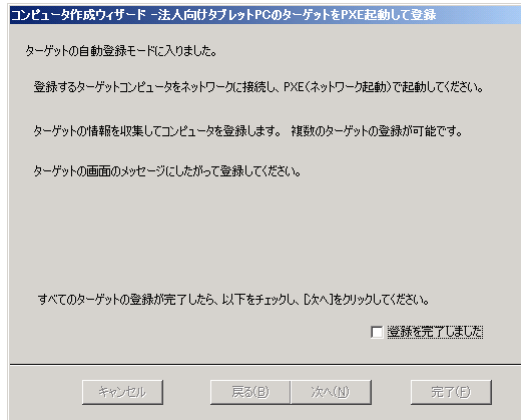 コンピュータ作成ウィザード -法人向けタブレットPCのターゲットをPXE起動して登録
ターゲットの自動登録モードに入りました。
登録するターゲットコンピュータをネットワークに接続し、PXE(ネットワーク起動)で起動してください。
ターゲットの情報を収集してコンピュータを登録します。 複数のターゲットの登録が可能です。
ターゲットの画面のメッセージにしたがって登録してください。
すべてのターゲットの登録が完了したら、以下をチェックし、[次へ]をクリックしてください。
登録を完了しました
キャンセル 戻る(B) 次へ(N) 完了(F)